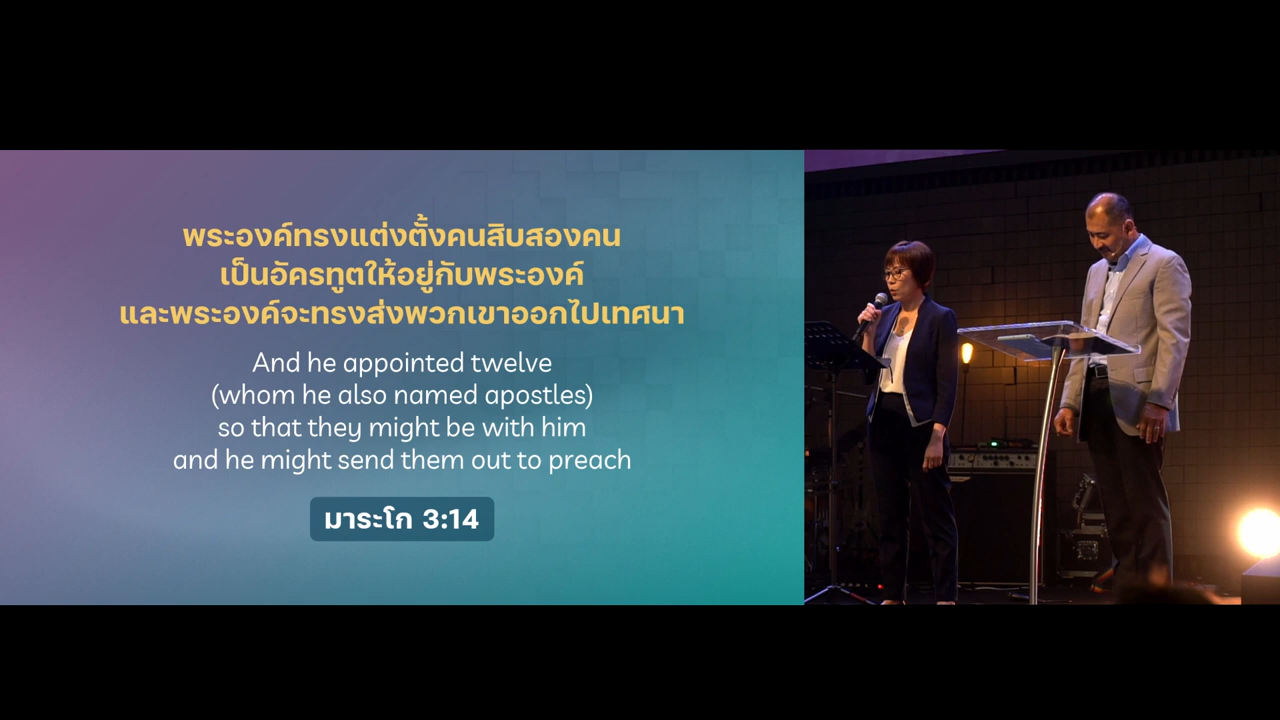 พระองค์ทรงแต่งตั้งคนสิบสองคน
เป็นอัครทูตให้อยู่กับพระองค์
และพระองค์จะทรงส่งพวกเขาออกไปเทศนา
And he appointed twelve
(whom he also named apostles)
so that they might be with him
and he might send them out to preach
มาระโก 3:14